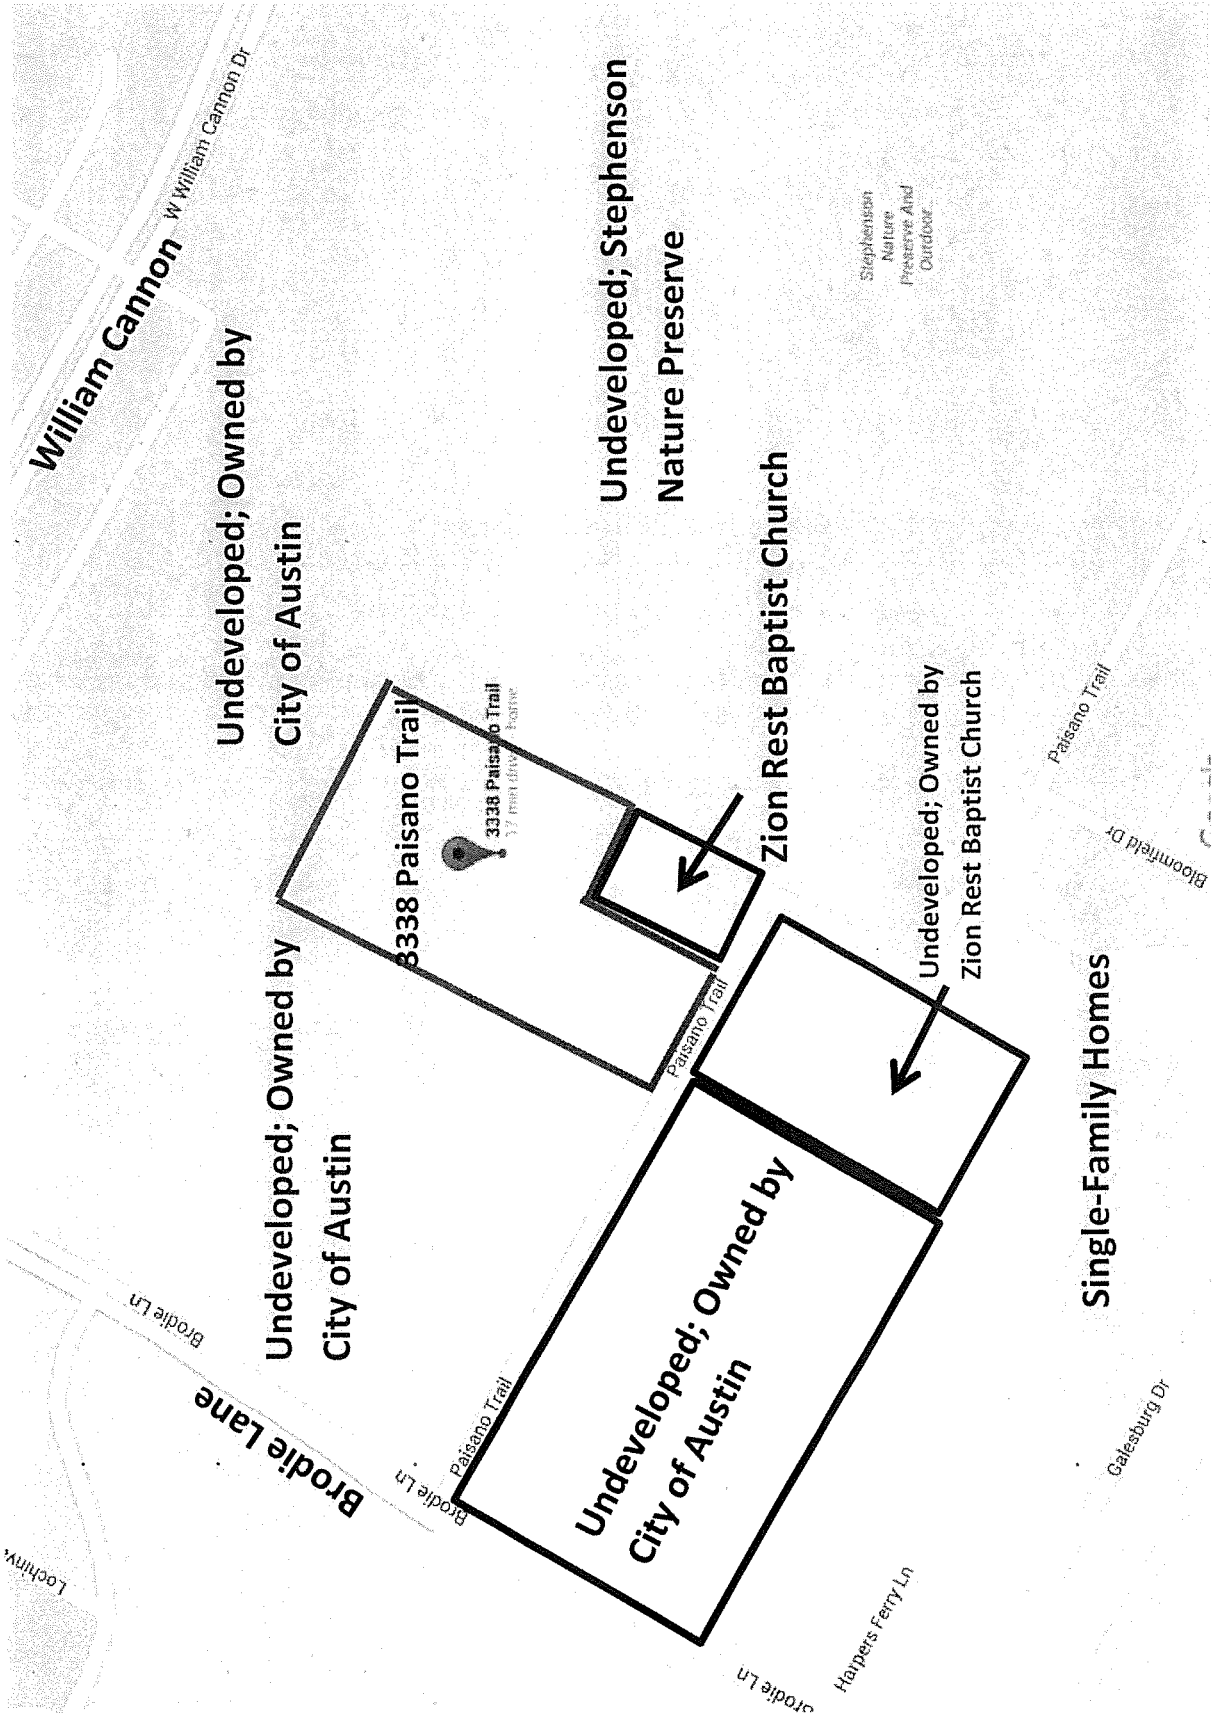 Brodie Ln
Brodie Lane
Brodie Ln
William Cannon
W William Cannon Dr
Undeveloped; Owned by
City of Austin
Undeveloped; Owned by
City of Austin
3338 Paisano Trail
3338 Paisano Trail
Paisano Trail
Paisano Trail
Undeveloped; Stephenson
Nature Preserve
Undeveloped; Owned by
City of Austin
Zion Rest Baptist Church
Stephenson
Nature
Preserve And
Outdoor
Undeveloped; Owned by
Zion Rest Baptist Church
Brodie Ln
Harpers Ferry Ln
Single-Family Homes
Paisano Trail
Bloomfield Dr
Galesburg Dr